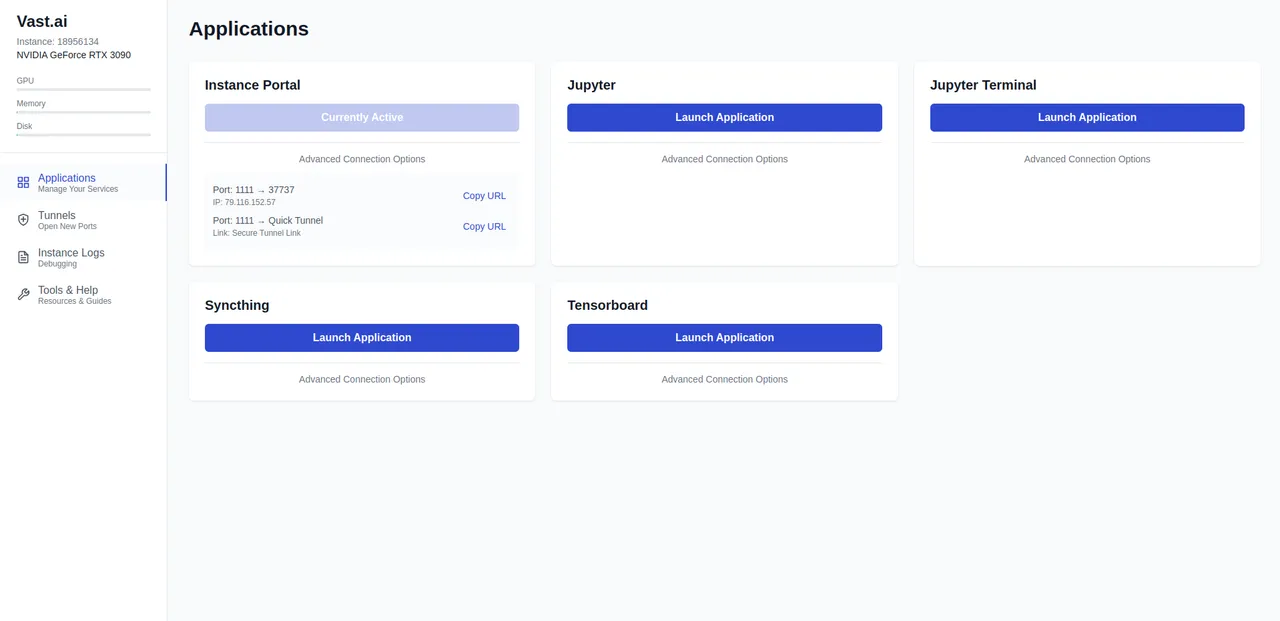 Vast.ai
Instance: 18956134
NVIDIA GeForce RTX 3090
GPU
Memory
Disk
Applications
Manage Your Services
Tunnels
Open New Ports
Instance Logs
Debugging
Tools & Help
Resources & Guides
Applications
Instance Portal
Currently Active
Advanced Connection Options
Port: 1111 → 37737
IP: 79.116.152.57
Copy URL
Port: 1111 → Quick Tunnel
Link: Secure Tunnel Link
Copy URL
Jupyter
Launch Application
Advanced Connection Options
Jupyter Terminal
Launch Application
Advanced Connection Options
Syncthing
Launch Application
Advanced Connection Options
Tensorboard
Launch Application
Advanced Connection Options